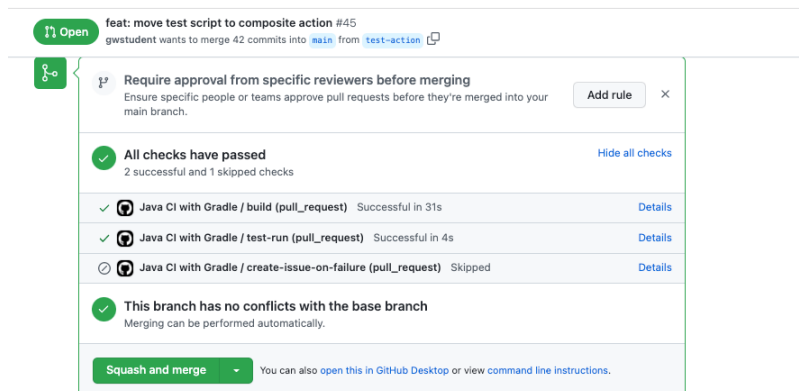 Open
feat: move test script to composite action #45
gwstudent wants to merge 42 commits into main from test-action
Require approval from specific reviewers before merging
Ensure specific people or teams approve pull requests before they're merged into your
main branch.
Add rule
All checks have passed
2 successful and 1 skipped checks
Hide all checks
Java CI with Gradle / build (pull_request) Successful in 31s Details
Java CI with Gradle / test-run (pull_request) Successful in 4s Details
Java CI with Gradle / create-issue-on-failure (pull_request) Skipped Details
This branch has no conflicts with the base branch
Merging can be performed automatically.
Squash and merge
You can also open this in GitHub Desktop or view command line instructions.